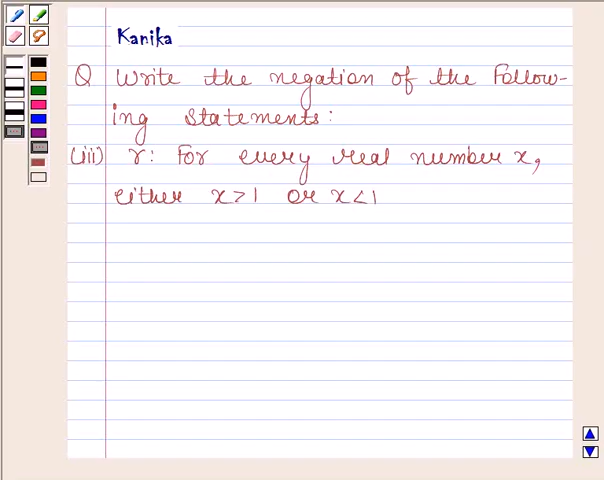 Kanika
Q Write the negation of the follow-
ing statements:
(iii) r: For every real number x,
either x>1 or x<1